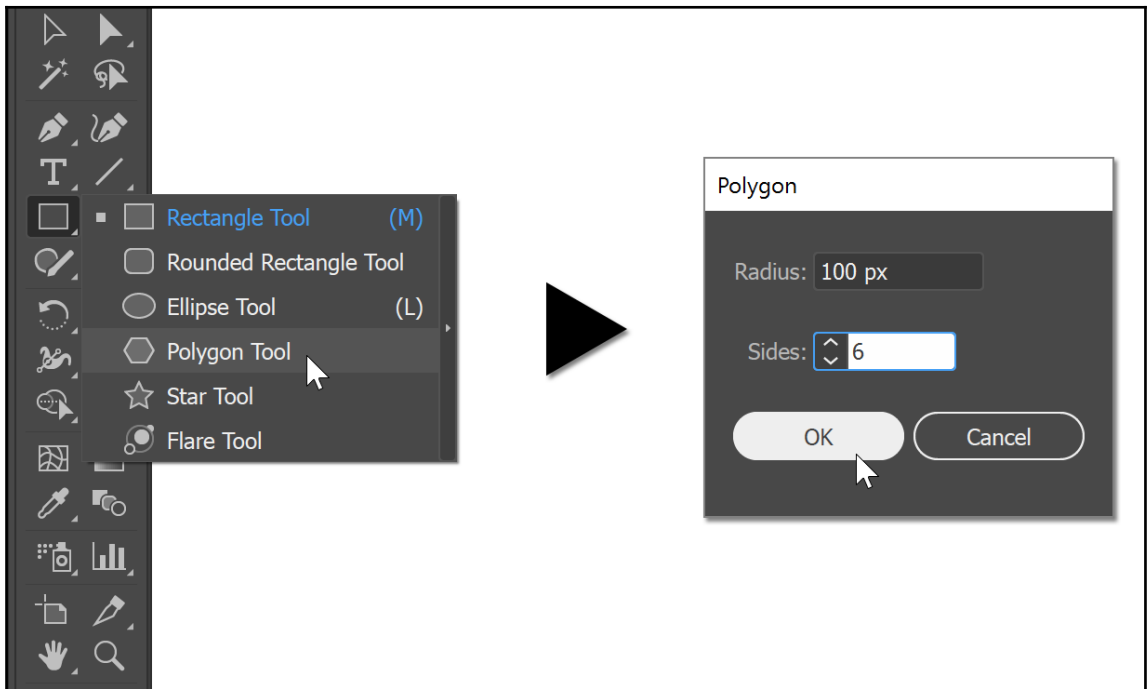 T
Rectangle Tool (M)
Rounded Rectangle Tool
Ellipse Tool (L)
Polygon Tool
Star Tool
Flare Tool
Polygon
Radius: 100 px
Sides: 6
OK Cancel